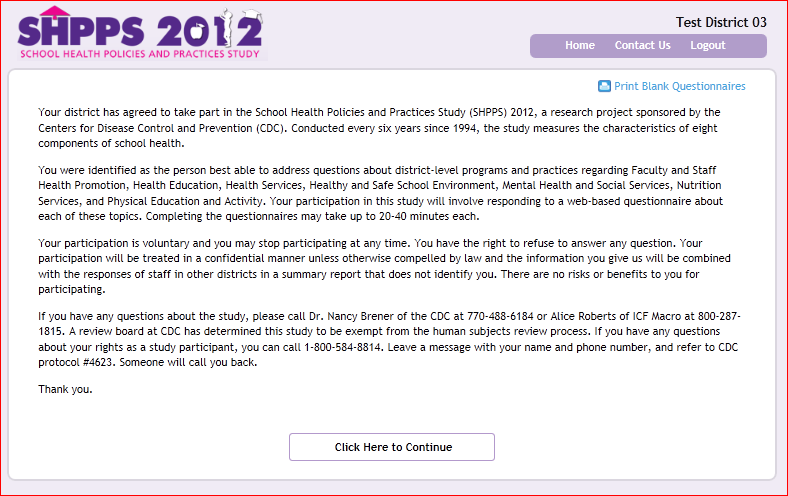 SHPPS 2012
SCHOOL HEALTH POLICIES AND PRACTICES STUDY
Test District 03
Home Contact Us Logout
Print Blank Questionnaires
Your district has agreed to take part in the School Health Policies and Practices Study (SHPPS) 2012, a research project sponsored by the
Centers for Disease Control and Prevention (CDC). Conducted every six years since 1994, the study measures the characteristics of eight
components of school health.
You were identified as the person best able to address questions about district-level programs and practices regarding Faculty and Staff
Health Promotion, Health Education, Health Services, Healthy and Safe School Environment, Mental Health and Social Services, Nutrition
Services, and Physical Education and Activity. Your participation in this study will involve responding to a web-based questionnaire about
each of these topics. Completing the questionnaires may take up to 20-40 minutes each.
Your participation is voluntary and you may stop participating at any time. You have the right to refuse to answer any question. Your
participation will be treated in a confidential manner unless otherwise compelled by law and the information you give us will be combined
with the responses of staff in other districts in a summary report that does not identify you. There are no risks or benefits to you for
participating.
If you have any questions about the study, please call Dr. Nancy Brener of the CDC at 770-488-6184 or Alice Roberts of ICF Macro at 800-287-
1815. A review board at CDC has determined this study to be exempt from the human subjects review process. If you have any questions
about your rights as a study participant, you can call 1-800-584-8814. Leave a message with your name and phone number, and refer to CDC
protocol #4623. Someone will call you back.
Thank you.
Click Here to Continue